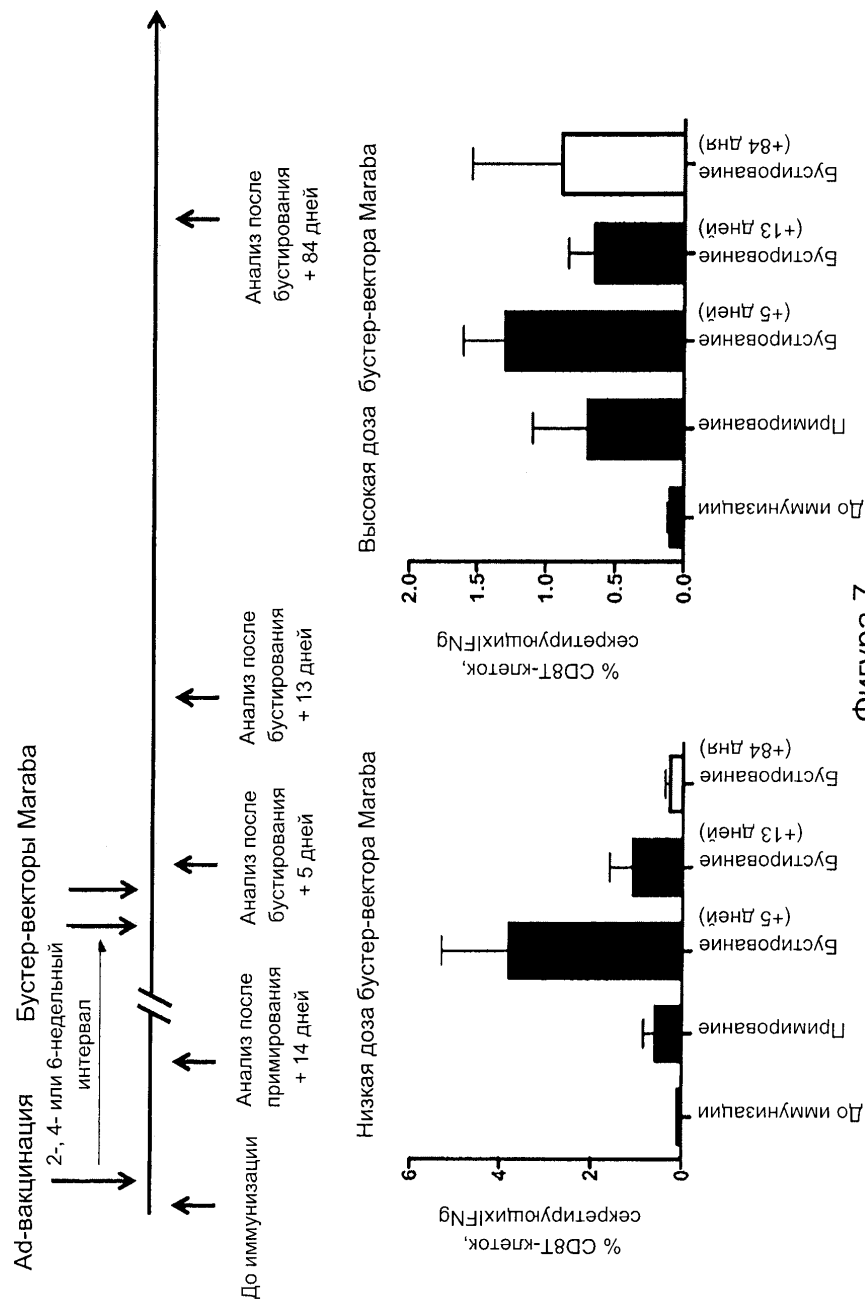 Ad-вакцинация
Бустер-векторы Maraba
2-, 4- или 6-недельный
интервал
До иммунизации
Анализ после
примирования
+ 14 дней
Анализ после
бустирования
+ 5 дней
Анализ после
бустирования
+ 13 дней
Анализ после
бустирования
+ 84 дней
Низкая доза бустер-вектора Maraba
% CD8T-клеток,
секретирующихIFNg
6
4
2
0
До иммунизации
Примирование
Бустирование
(+5 дней)
Бустирование
(+13 дней)
Бустирование
(+84 дня)
Высокая доза бустер-вектора Maraba
% CD8T-клеток,
секретирующихIFNg
2.0
1.5
1.0
0.5
0.0
До иммунизации
Примирование
Бустирование
(+5 дней)
Бустирование
(+13 дней)
Бустирование
(+84 дня)
Фигура 7